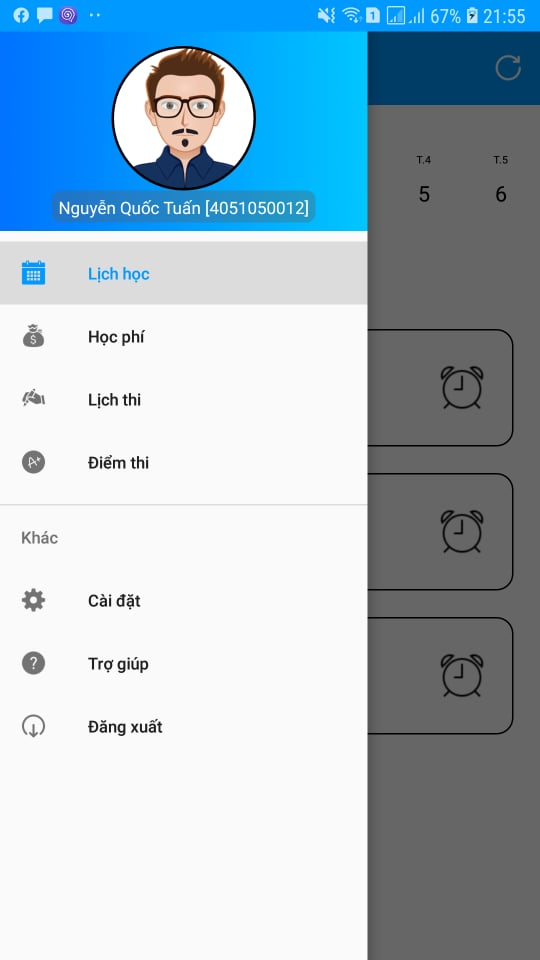 1
67%
21:55
T.4
T.5
5
6
Nguyễn Quốc Tuấn [4051050012]
Lịch học
$
Học phí
Lịch thi
A+
Điểm thi
Khác
Cài đặt
?
Trợ giúp
Đăng xuất